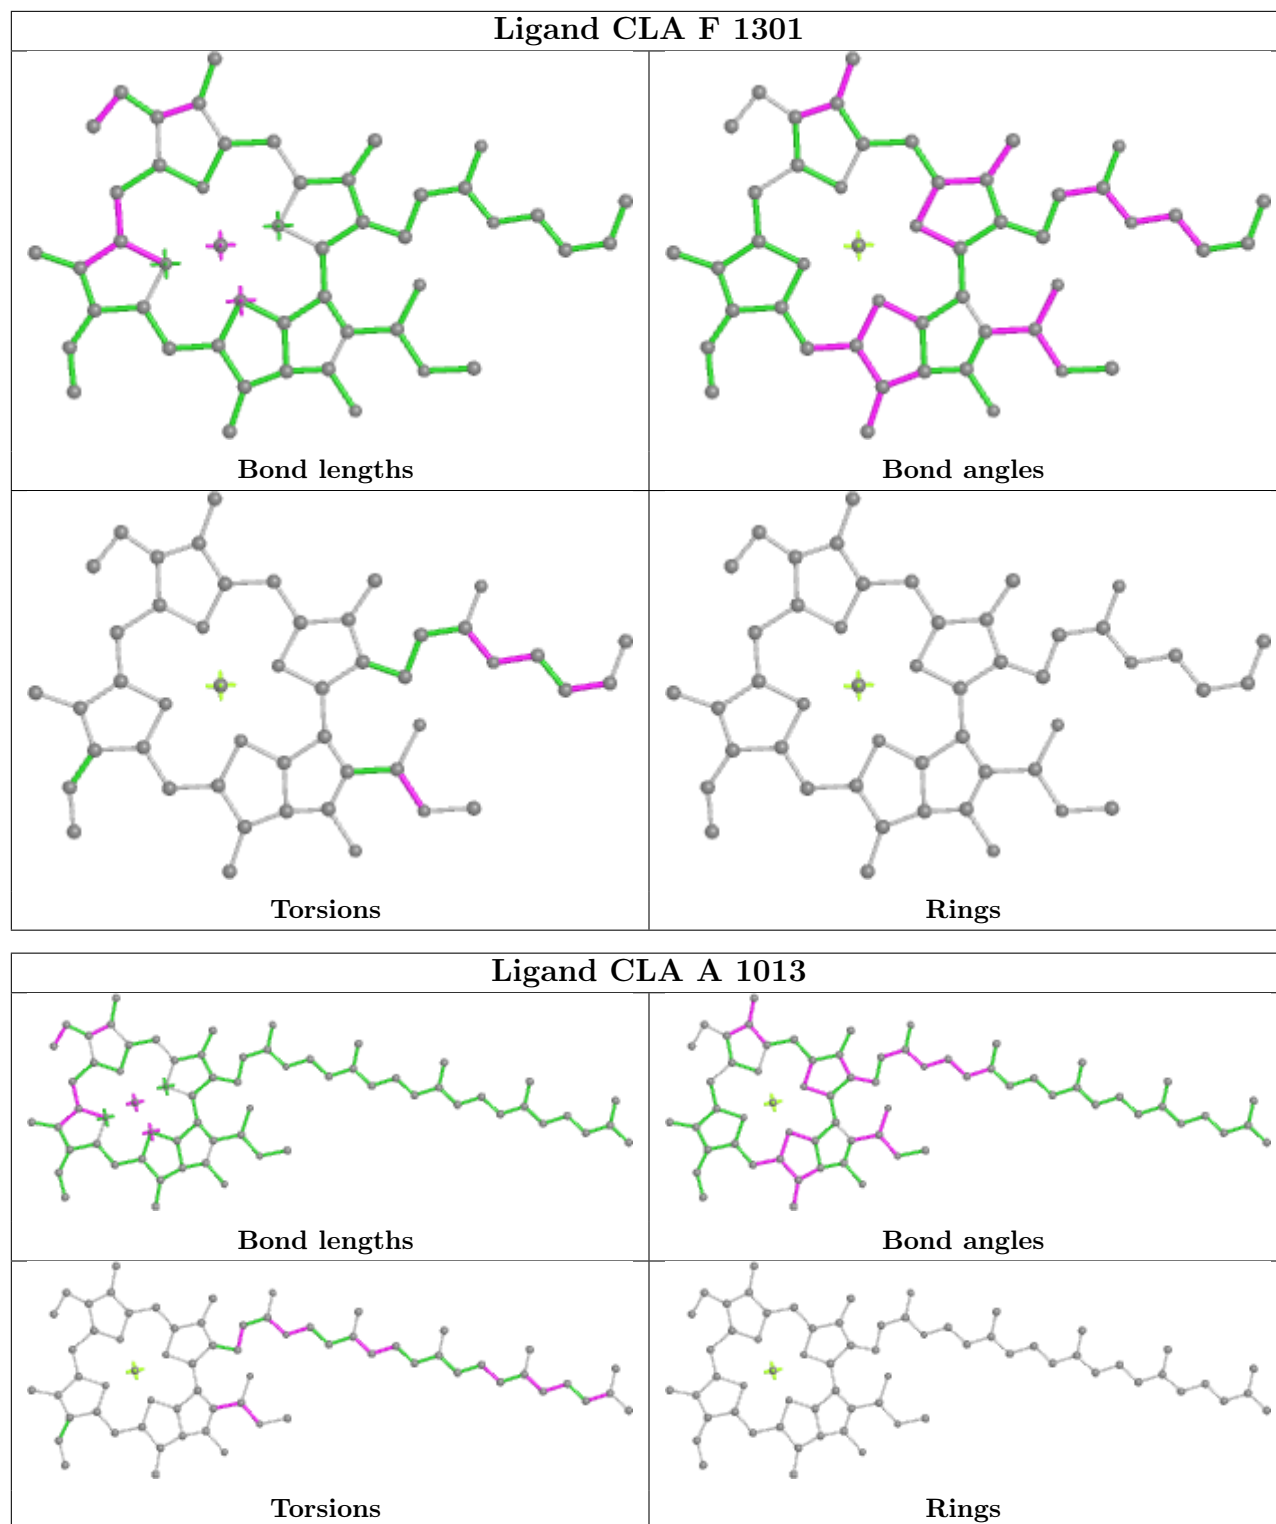 Ligand CLA F 1301
Bond lengths
Bond angles
Torsions
Rings
Ligand CLA A 1013
Bond lengths
Bond angles
Torsions
Rings